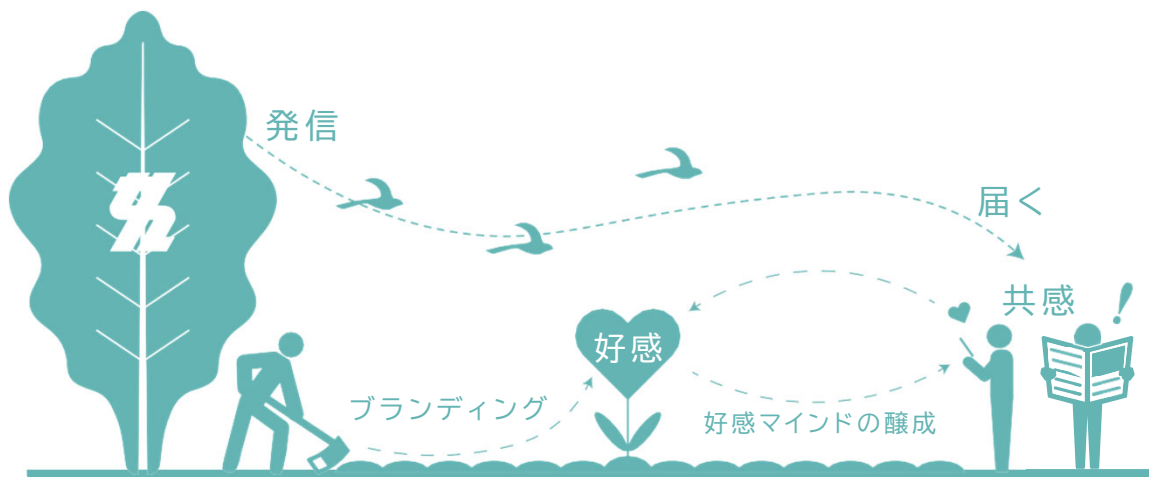 発信
届く
共感
好感
ブランディング
好感マインドの醸成